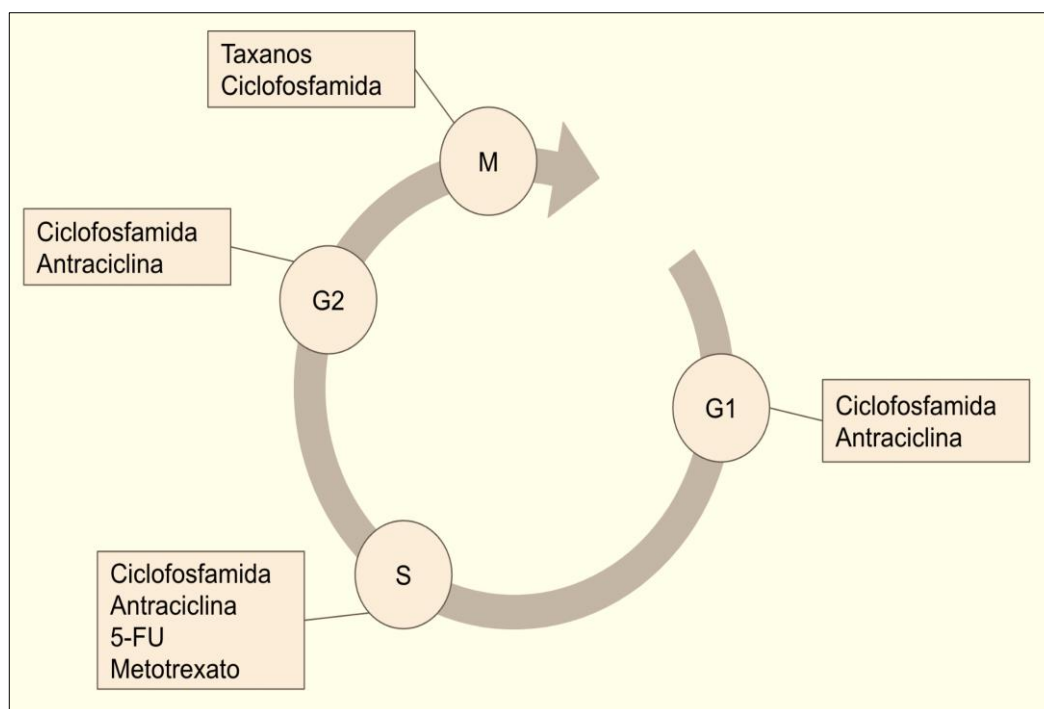 Taxanos
Ciclofosfamida
M
Ciclofosfamida
Antraciclina
G2
G1
Ciclofosfamida
Antraciclina
Ciclofosfamida
Antraciclina
5-FU
Metotrexato
S